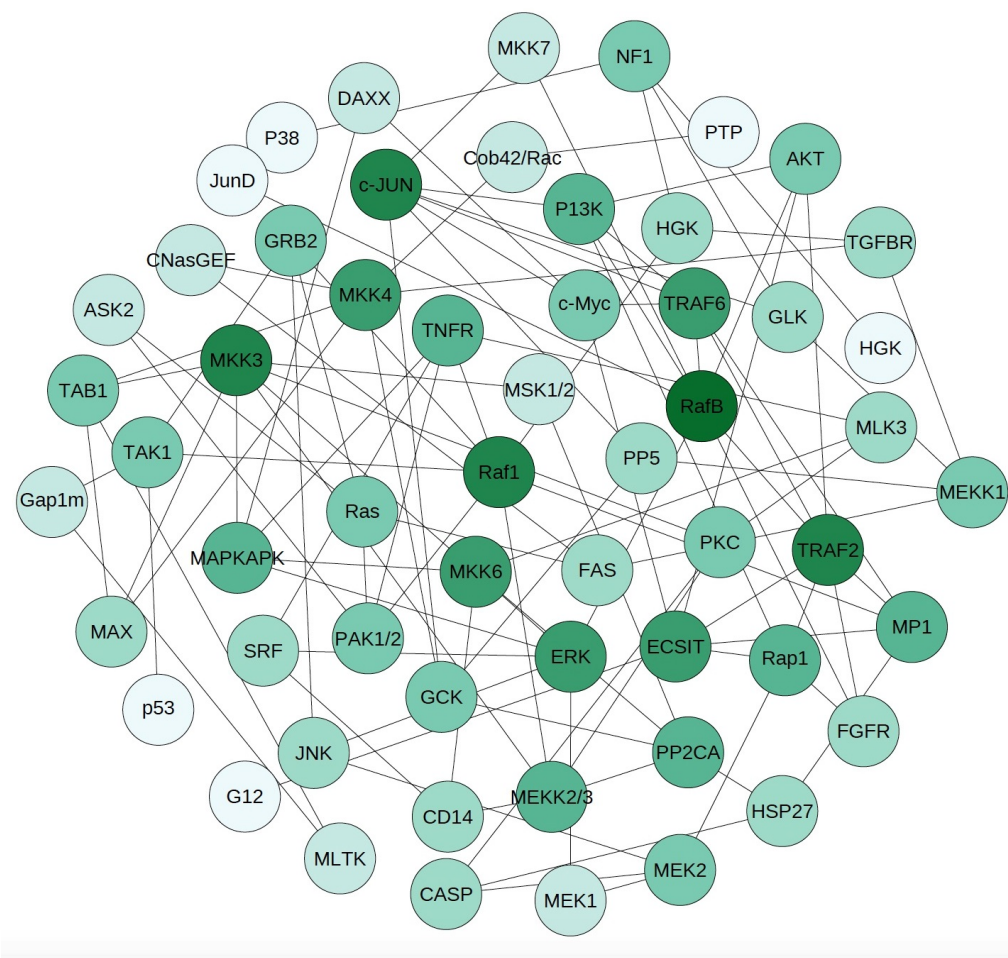 MKK7
NF1
DAXX
P38
PTP
Cob42/Rac
AKT
JunD
c-JUN
P13K
HGK
GRB2
TGFBR
CNasGEF
MKK4
c-Myc
TRAF6
ASK2
GLK
TNFR
HGK
MKK3
TAB1
MSK1/2
RafB
MLK3
TAK1
PP5
Raf1
MEKK1
Gap1m
Ras
PKC
TRAF2
MAPKAPK
MKK6
FAS
MP1
MAX
PAK1/2
SRF
ERK
ECSIT
Rap1
GCK
p53
FGFR
JNK
PP2CA
G12
MEKK2/3
HSP27
CD14
MLTK
MEK2
CASP
MEK1